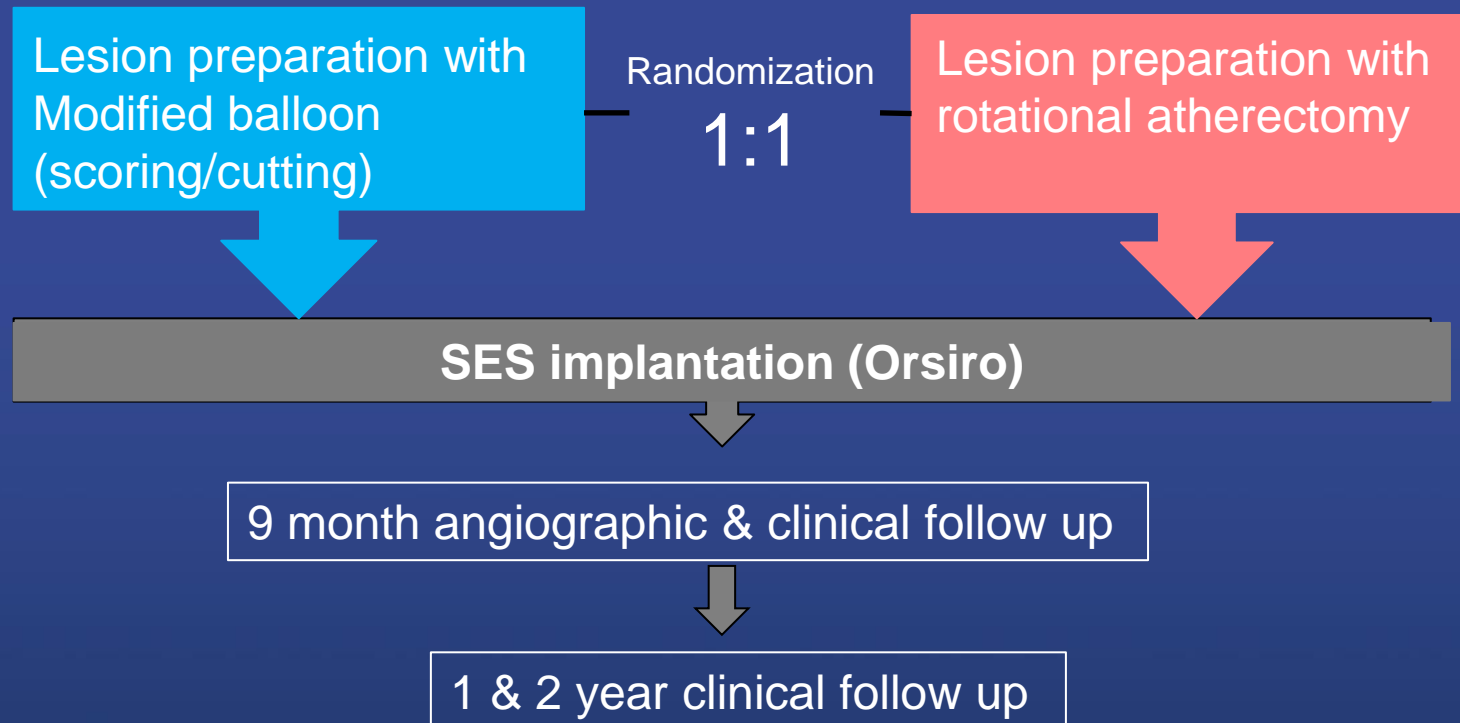 Lesion preparation with
Modified balloon
(scoring/cutting)
Randomization
1:1
Lesion preparation with
rotational atherectomy
SES implantation (Orsiro)
9 month angiographic & clinical follow up
1 & 2 year clinical follow up